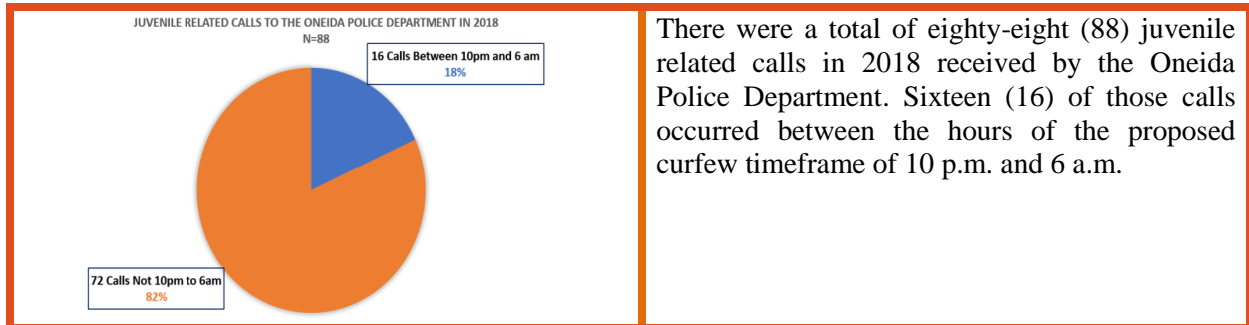 JUVENILE RELATED CALLS TO THE ONEIDA POLICE DEPARTMENT IN 2018
N=88
16 Calls Between 10pm and 6 am
18%
72 Calls Not 10pm to 6am
82%
There were a total of eighty-eight (88) juvenile
related calls in 2018 received by the Oneida
Police Department. Sixteen (16) of those calls
occurred between the hours of the proposed
curfew timeframe of 10 p.m. and 6 a.m.